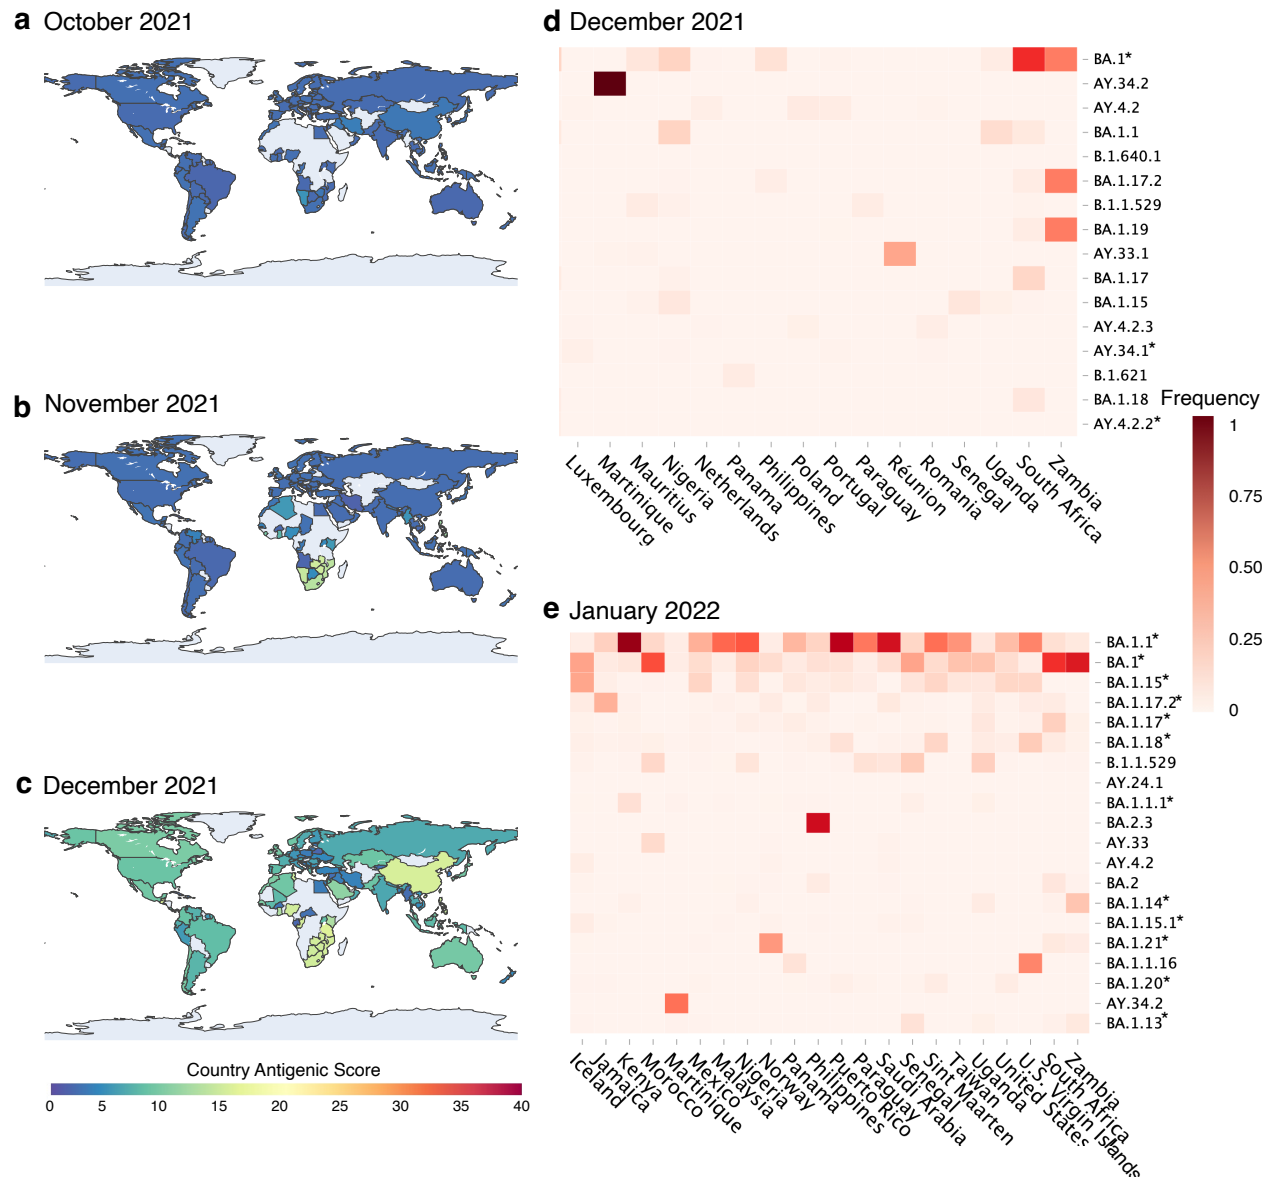 a October 2021
b November 2021
c December 2021
Country Antigenic Score
0 5 10 15 20 25 30 35 40
d December 2021
BA.1*
AY.34.2
AY.4.2
BA.1.1
B.1.640.1
BA.1.17.2
B.1.1.529
BA.1.19
AY.33.1
BA.1.17
BA.1.15
AY.4.2.3
AY.34.1*
B.1.621
BA.1.18
AY.4.2.2*
Luxembourg
Martinique
Mauritius
Nigeria
Netherlands
Panama
Philippines
Poland
Portugal
Paraguay
Réunion
Romania
Senegal
Uganda
South Africa
Zambia
Frequency
1
0.75
0.50
0.25
0
e January 2022
BA.1.1*
BA.1*
BA.1.15*
BA.1.17.2*
BA.1.17*
BA.1.18*
B.1.1.529
AY.24.1
BA.1.1.1*
BA.2.3
AY.33
AY.4.2
BA.2
BA.1.14*
BA.1.15.1*
BA.1.21*
BA.1.1.16
BA.1.20*
AY.34.2
BA.1.13*
Iceland
Jamaica
Kenya
Morocco
Martinique
Mexico
Malaysia
Nigeria
Norway
Panama
Philippines
Puerto Rico
Paraguay
Saudi Arabia
Senegal
Sint Maarten
Taiwan
Uganda
United States
U.S. Virgin Islands
South Africa
Zambia